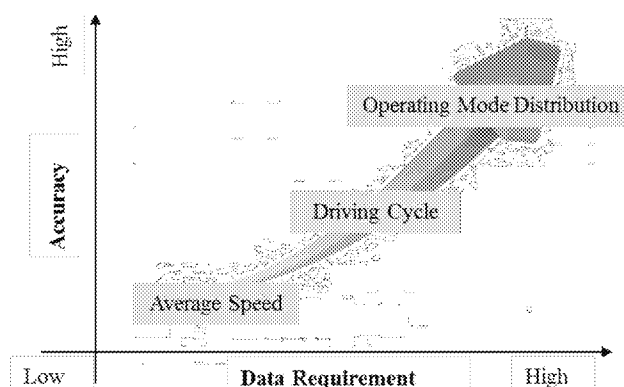 High
Operating Mode Distribution
Accuracy
Driving Cycle
Average Speed
Low
Data Requirement
High